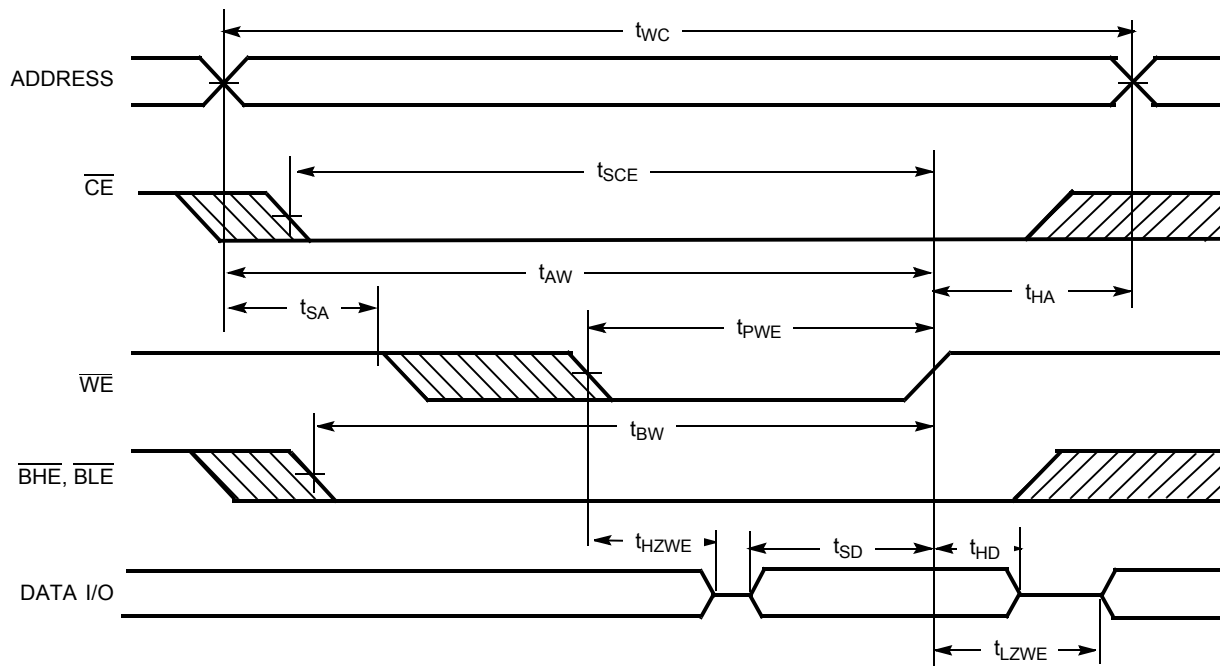 tWC
ADDRESS
CE
tSCE
tAW
tSA
tHA
tPWE
WE
tBW
BHE, BLE
tHZWE
tSD
tHD
DATA I/O
tLZWE